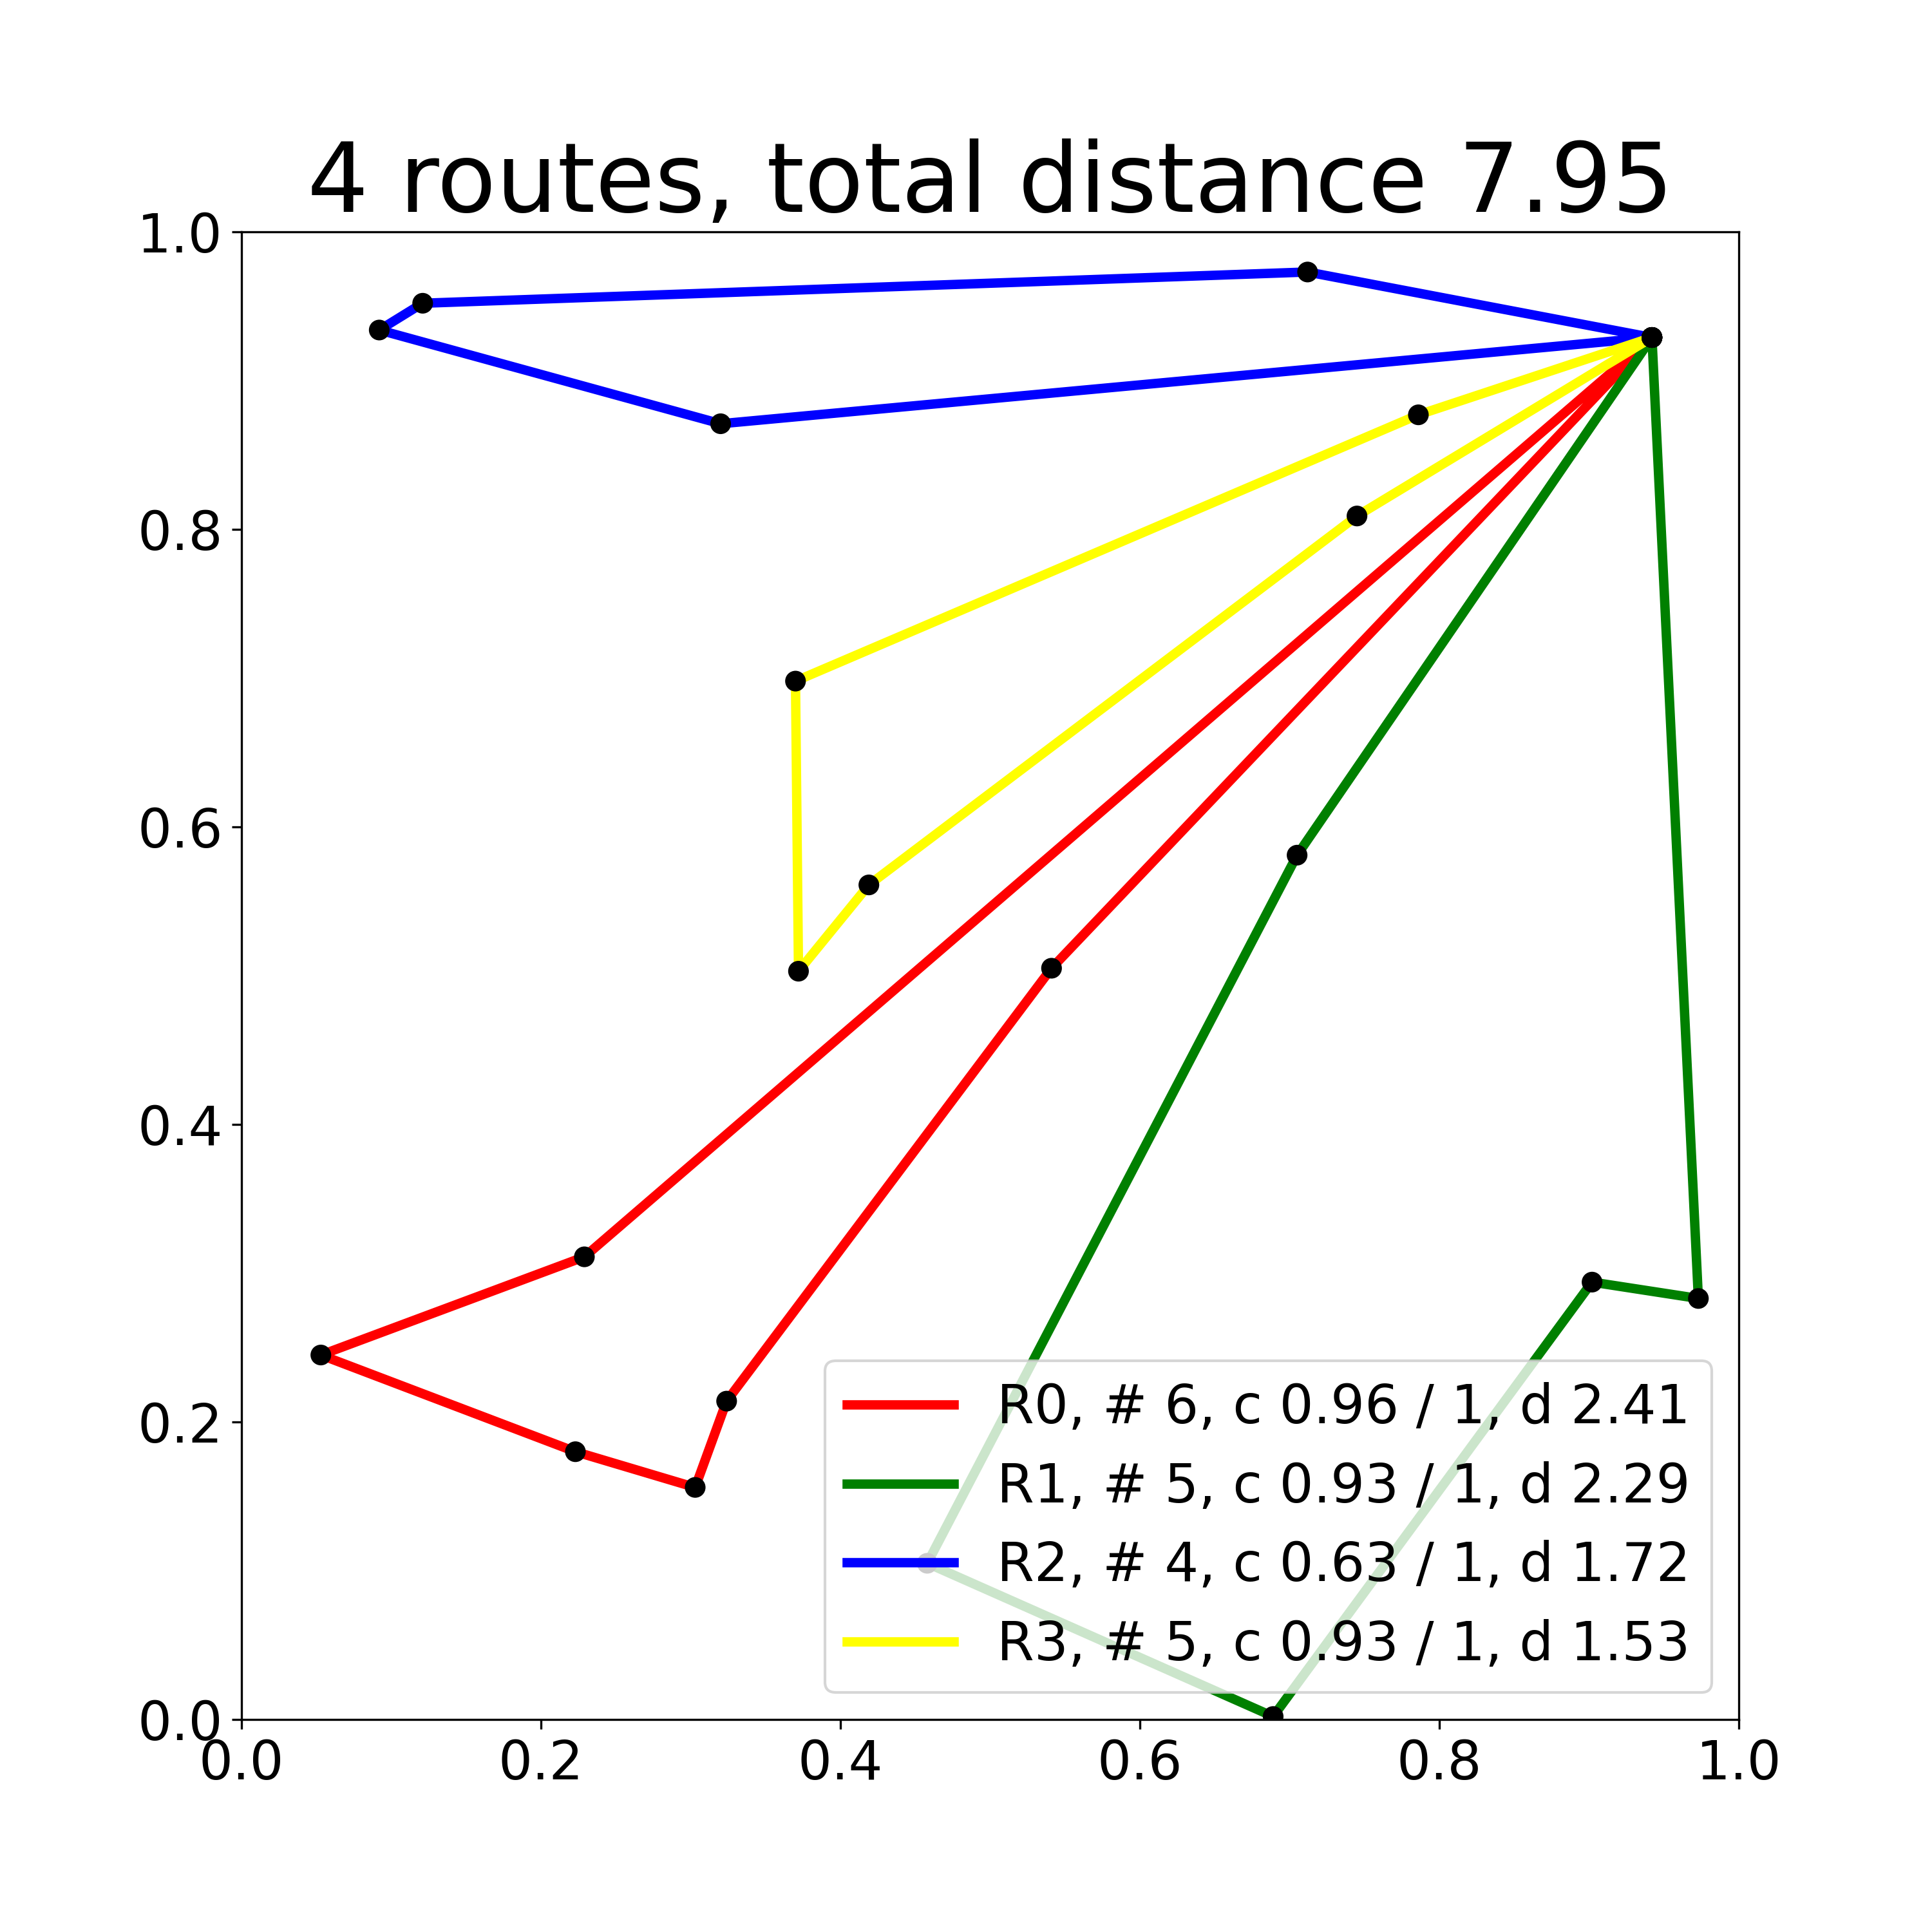 4 routes, total distance 7.95
1.0
0.8
0.6
0.4
0.2
0.0
0.0 0.2 0.4 0.6 0.8 1.0
R0, # 6, c 0.96 / 1, d 2.41
R1, # 5, c 0.93 / 1, d 2.29
R2, # 4, c 0.63 / 1, d 1.72
R3, # 5, c 0.93 / 1, d 1.53